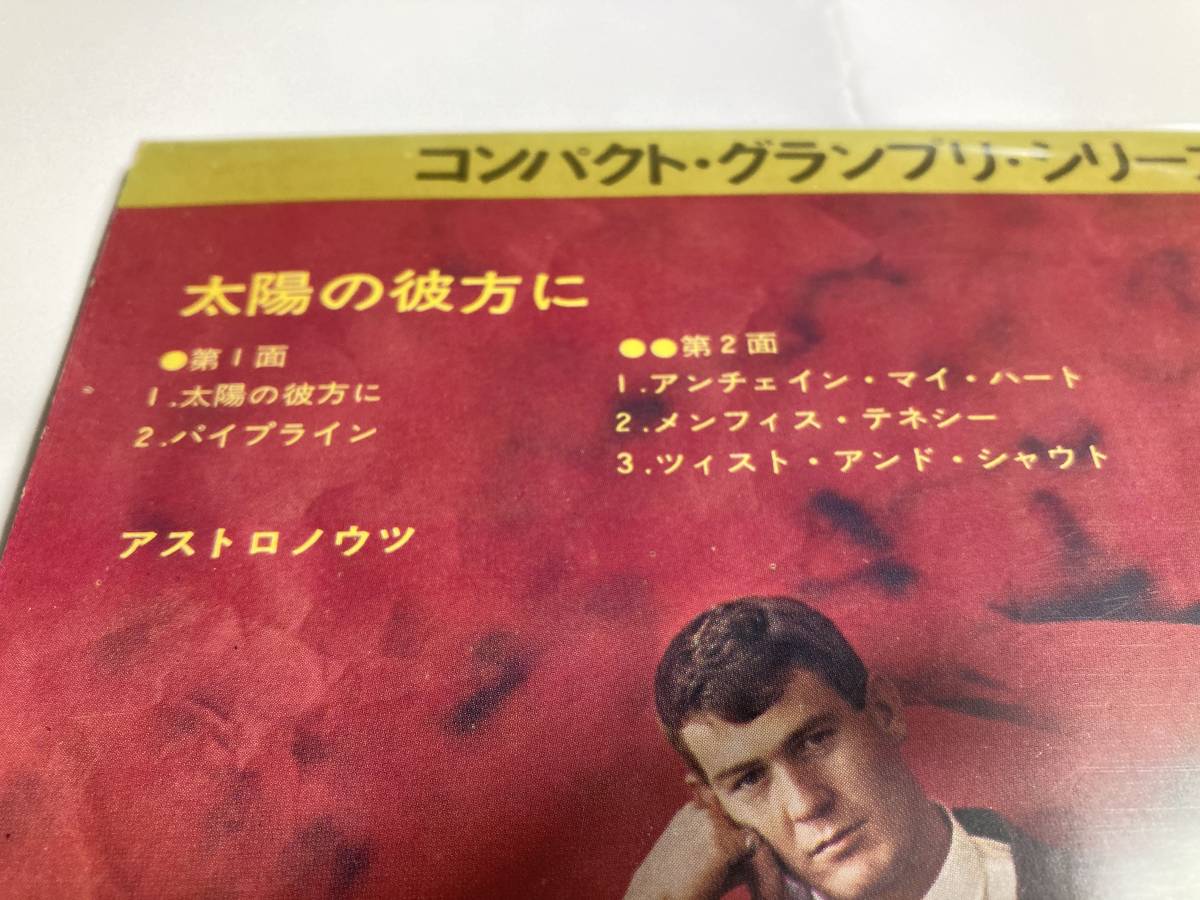 コンパクト・グランプリ・シリーズ
太陽の彼方に
●第1面
1.太陽の彼方に
2.パイプライン
●●第2面
1.アンチェイン・マイ・ハート
2.メンフィス・テネシー
3.ツィスト・アンド・シャウト
アストロノウツ